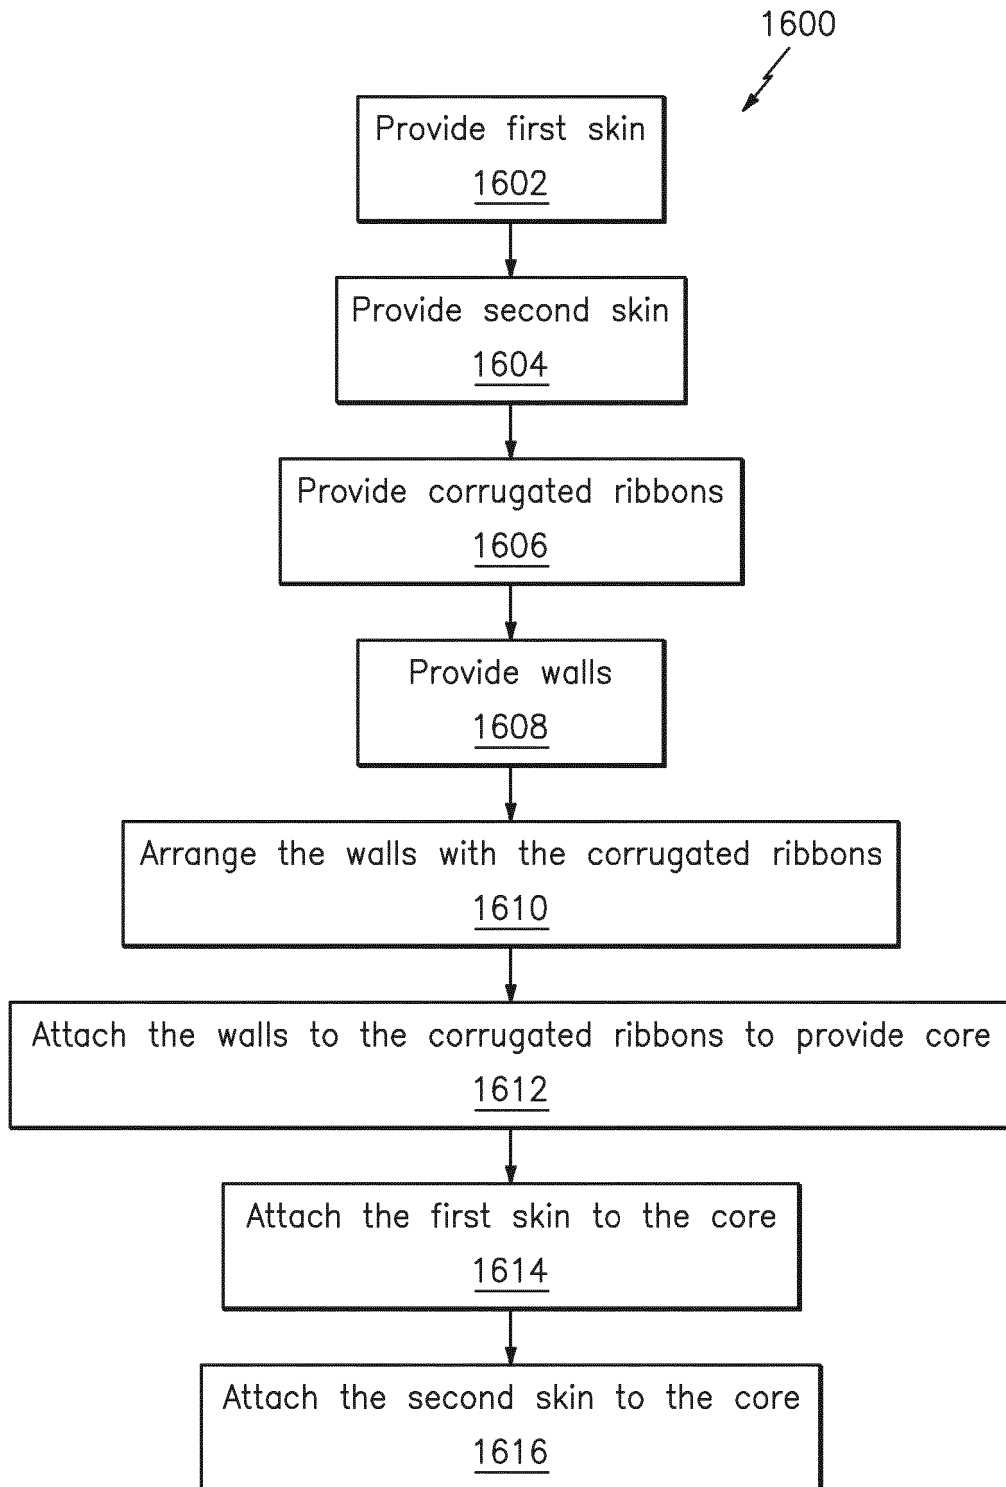 1600
Provide first skin
1602
Provide second skin
1604
Provide corrugated ribbons
1606
Provide walls
1608
Arrange the walls with the corrugated ribbons
1610
Attach the walls to the corrugated ribbons to provide core
1612
Attach the first skin to the core
1614
Attach the second skin to the core
1616